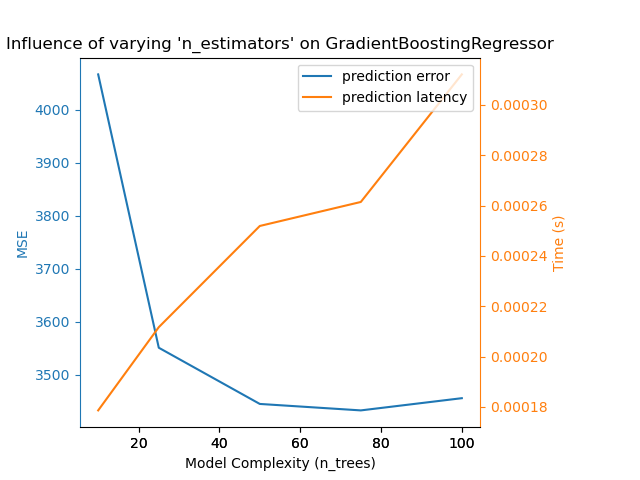 Influence of varying 'n_estimators' on GradientBoostingRegressor
prediction error
prediction latency
4000
3900
3800
3700
3600
3500
MSE
0.00030
0.00028
0.00026
0.00024
0.00022
0.00020
0.00018
Time (s)
20 40 60 80 100
Model Complexity (n_trees)